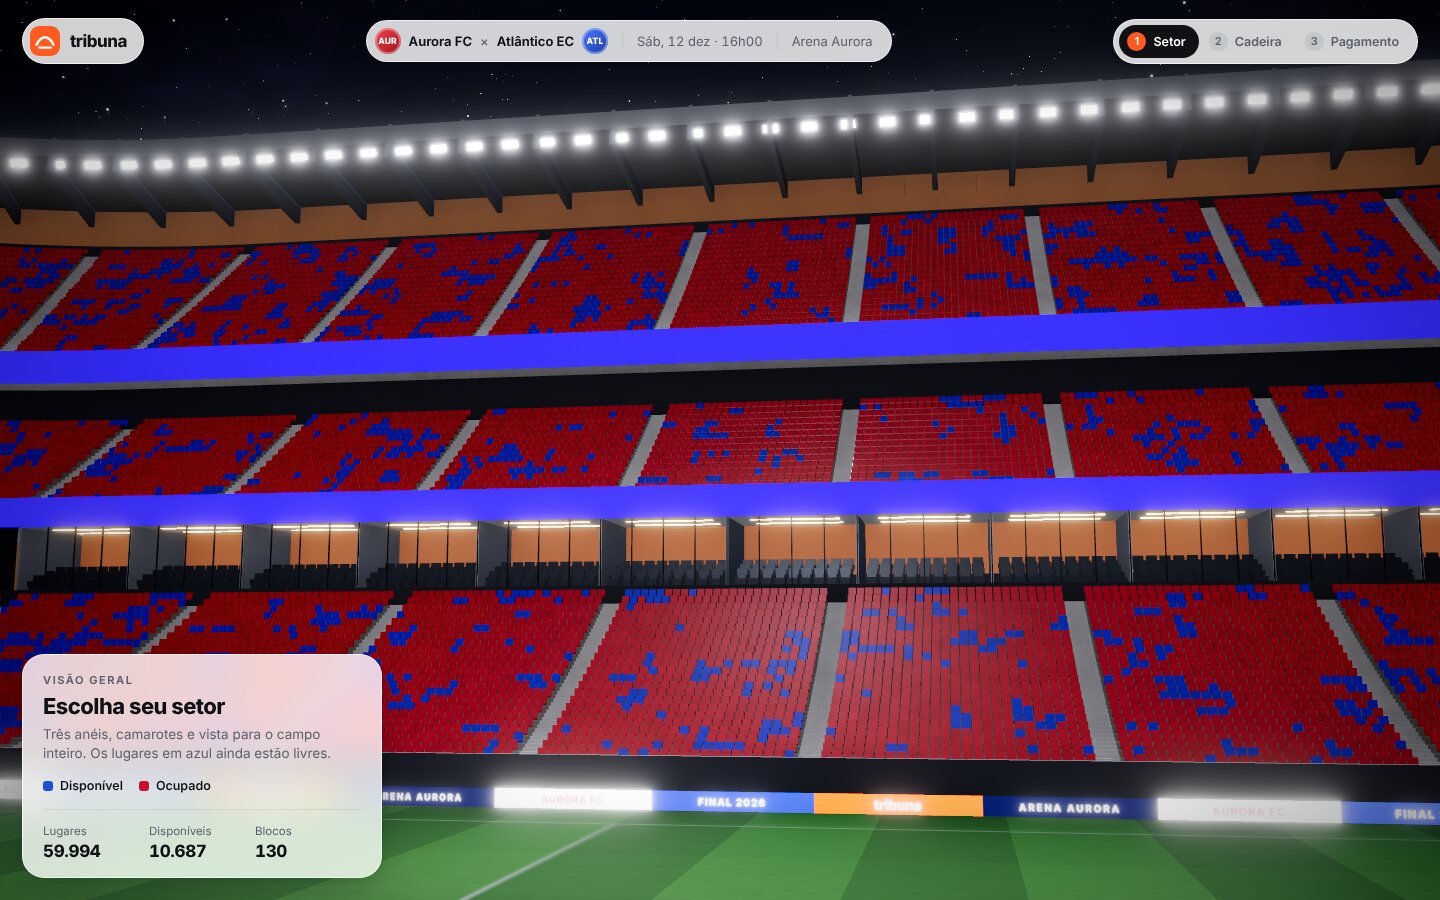 tribuna
AUR Aurora FC × Atlântico EC ATL Sáb, 12 dez · 16h00 Arena Aurora
1 Setor 2 Cadeira 3 Pagamento
VISÃO GERAL
Escolha seu setor
Três anéis, camarotes e vista para o campo
inteiro. Os lugares em azul ainda estão livres.
Disponível Ocupado
Lugares Disponíveis Blocos
59.994 10.687 130
FC ARENA AURORA AURORA FC FINAL 2026 tribuna ARENA AURORA AURORA FC FINAL